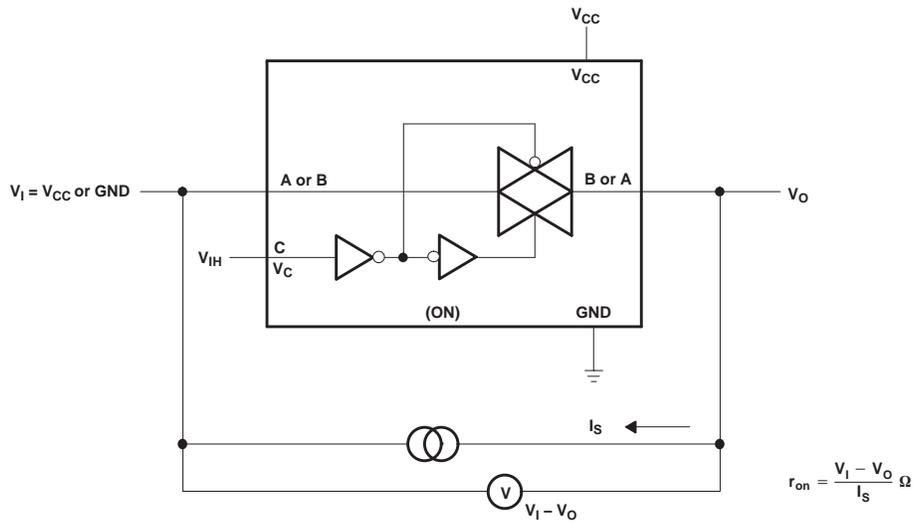 VCC
VCC
VI = VCC or GND
A or B
B or A
VO
VIH
C
VC
(ON)
GND
IS
V
VI – VO
ron = VI − VO / IS Ω